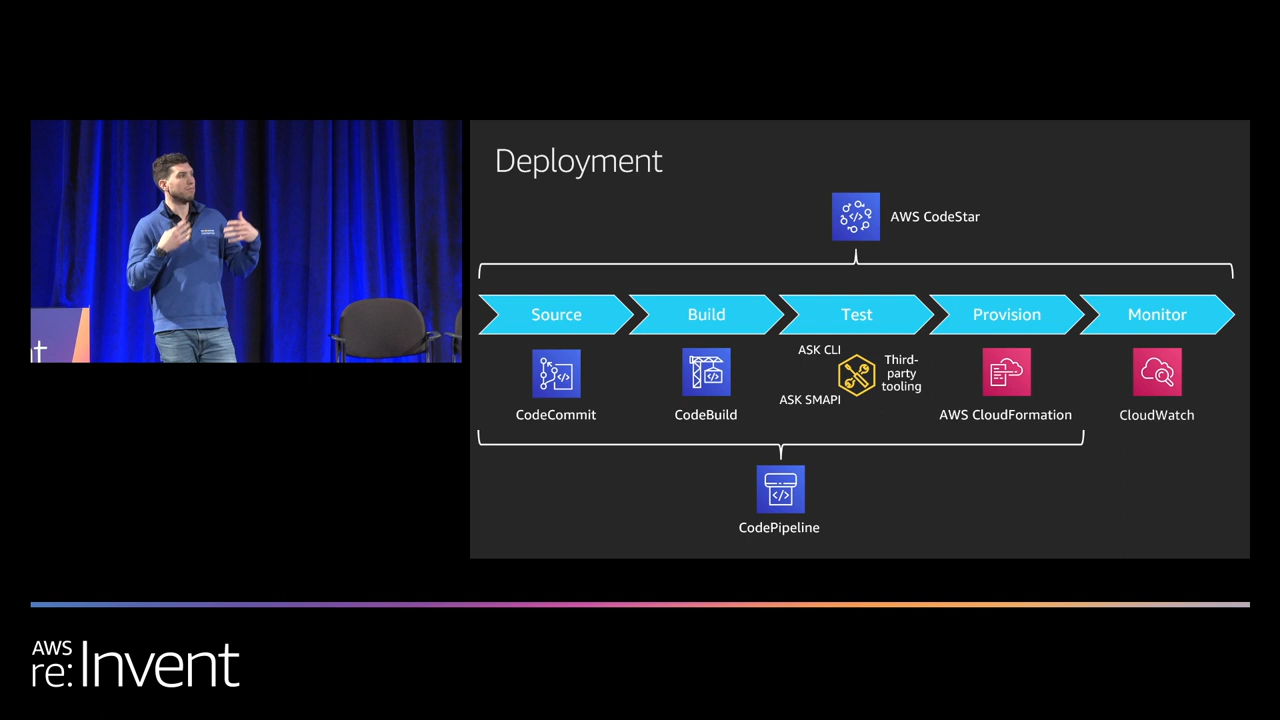 Deployment
AWS CodeStar
Source
Build
Test
Provision
Monitor
ASK CLI
Third-
party
tooling
ASK SMAPI
CodeCommit
CodeBuild
AWS CloudFormation
CloudWatch
CodePipeline
AWS
re:Invent